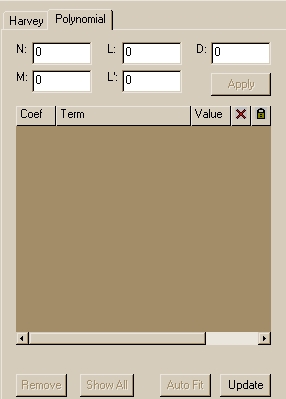 Harvey Polynomial
N: 0 L: 0 D: 0
M: 0 L': 0 Apply
Coef Term Value
Remove Show All Auto Fit Update